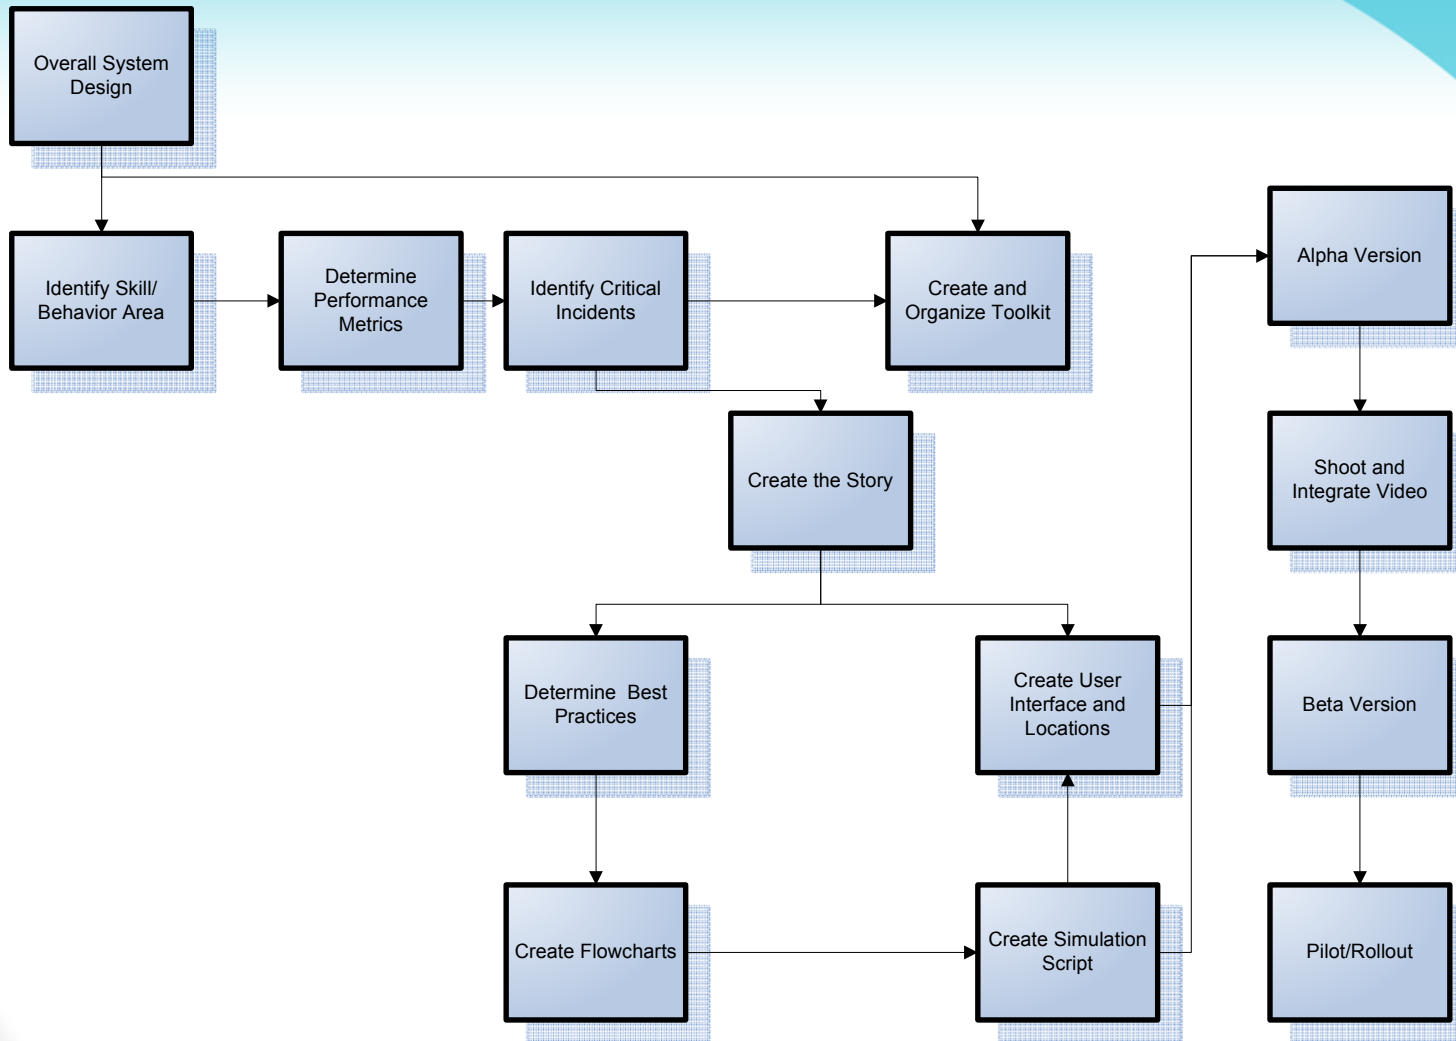 Overall System
Design
Identify Skill/
Behavior Area
Determine
Performance
Metrics
Identify Critical
Incidents
Create and
Organize Toolkit
Alpha Version
Create the Story
Shoot and
Integrate Video
Determine  Best
Practices
Create User
Interface and
Locations
Beta Version
Create Flowcharts
Create Simulation
Script
Pilot/Rollout